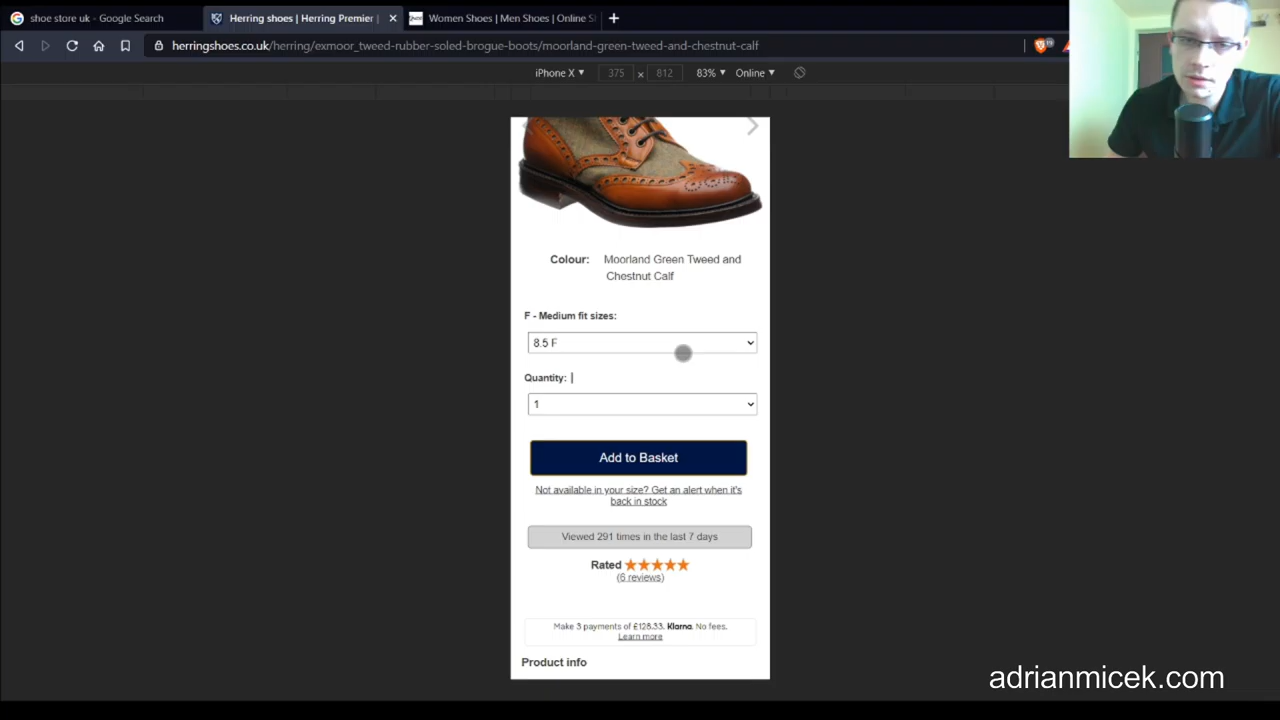 shoe store uk - Google Search
Herring shoes | Herring Premier |
Women Shoes | Men Shoes | Online S
herringshoes.co.uk/herring/exmoor_tweed-rubber-soled-brogue-boots/moorland-green-tweed-and-chestnut-calf
iPhone X ▼ 375 x 812 83% ▼ Online ▼
Colour: Moorland Green Tweed and
Chestnut Calf
F - Medium fit sizes:
8.5 F
Quantity: |
1
Add to Basket
Not available in your size? Get an alert when it's
back in stock
Viewed 291 times in the last 7 days
Rated ★★★★★
(6 reviews)
Make 3 payments of £128.33. Klarna. No fees.
Learn more
Product info
adrianmicek.com